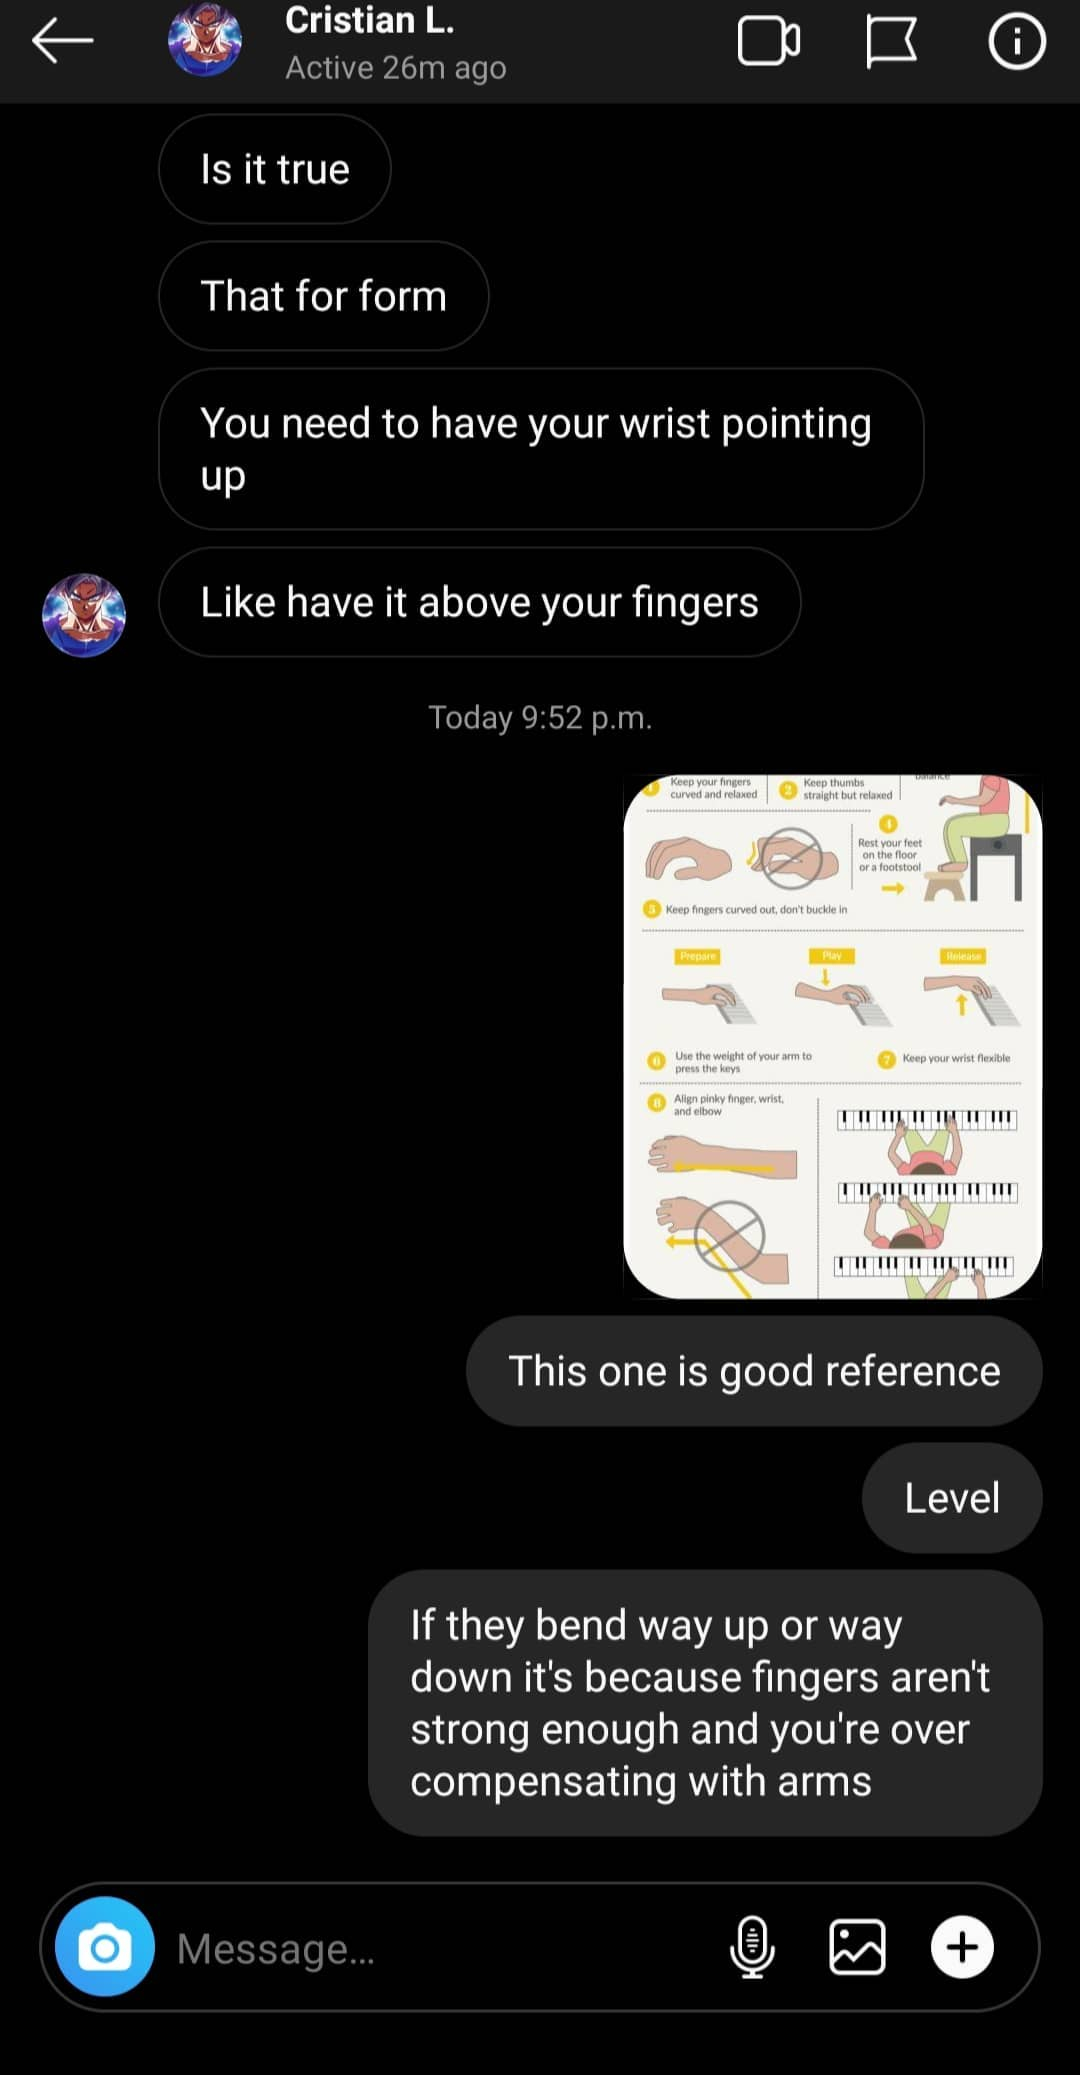 Cristian L.
Active 26m ago
Is it true
That for form
You need to have your wrist pointing
up
Like have it above your fingers
Today 9:52 p.m.
Keep your fingers
curved and relaxed
2
Keep thumbs
straight but relaxed
balance
4
Rest your feet
on the floor
or a footstool
Keep fingers curved out, don't buckle in
Prepare
Play
Release
6
Use the weight of your arm to
press the keys
7
Keep your wrist flexible
8
Align pinky finger, wrist,
and elbow
This one is good reference
Level
If they bend way up or way
down it's because fingers aren't
strong enough and you're over
compensating with arms
Message...